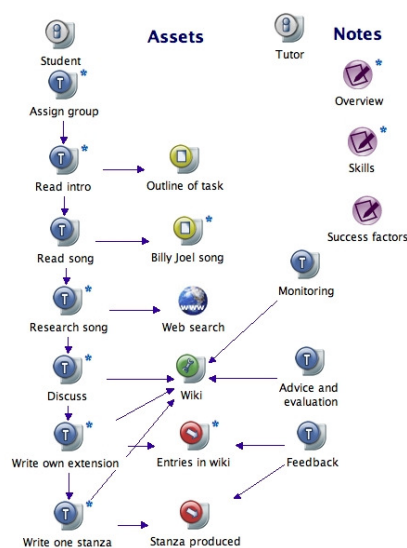 Assets
Notes
Student
Tutor
Assign group
Overview
Read intro
Outline of task
Skills
Read song
Billy Joel song
Success factors
Monitoring
Research song
WWW
Web search
Discuss
Wiki
Advice and
evaluation
Write own extension
Entries in wiki
Feedback
Write one stanza
Stanza produced